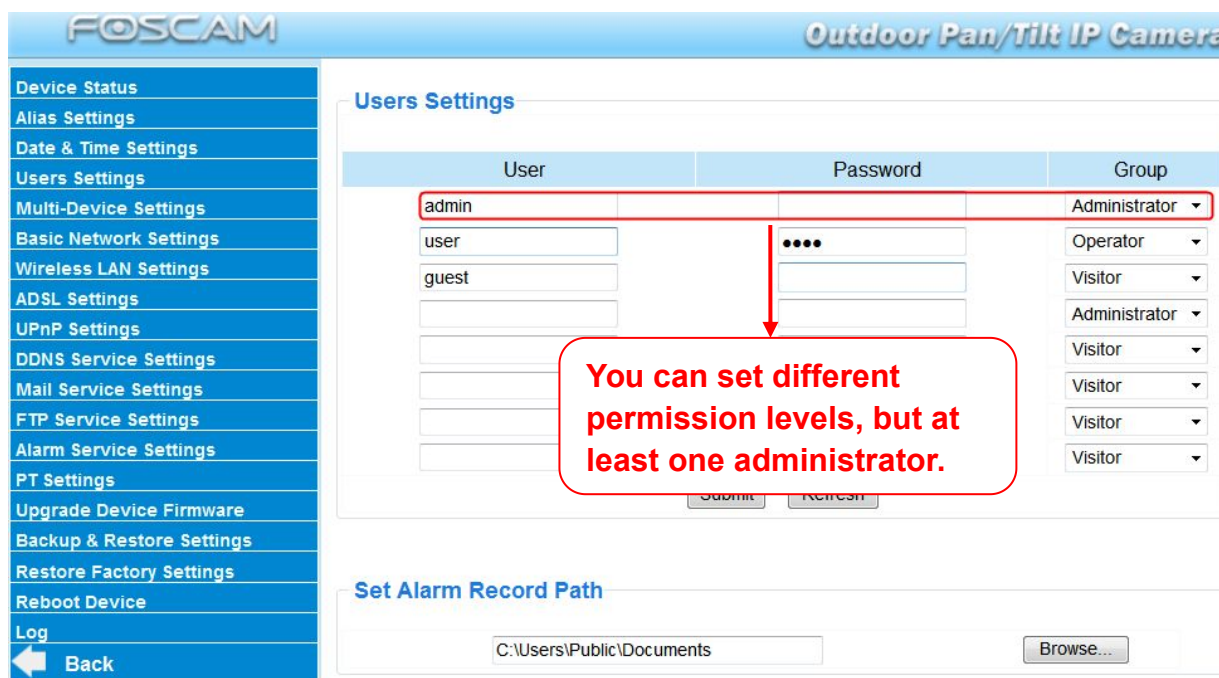 FOSCAM
Outdoor Pan/Tilt IP Camera
Device Status
Alias Settings
Date & Time Settings
Users Settings
Multi-Device Settings
Basic Network Settings
Wireless LAN Settings
ADSL Settings
UPnP Settings
DDNS Service Settings
Mail Service Settings
FTP Service Settings
Alarm Service Settings
PT Settings
Upgrade Device Firmware
Backup & Restore Settings
Restore Factory Settings
Reboot Device
Log
Back
Users Settings
User Password Group
admin Administrator
user •••• Operator
guest Visitor
Administrator
Visitor
Visitor
Visitor
Visitor
You can set different
permission levels, but at
least one administrator.
Submit Refresh
Set Alarm Record Path
C:\Users\Public\Documents Browse...